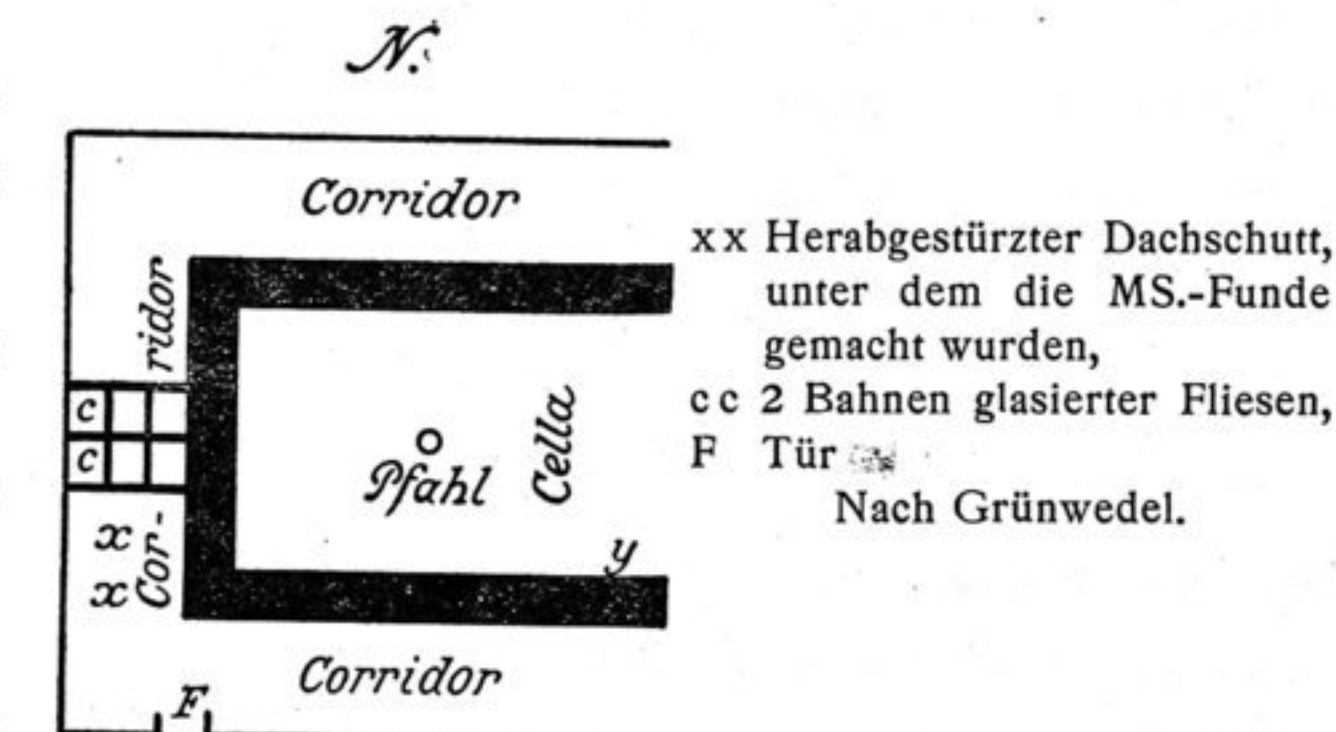 N.
Corridor
Cor-
ridor
c
c
Pfahl
Cella
x
x
y
Corridor
F
xx Herabgestürzter Dachschutt,
unter dem die MS.-Funde
gemacht wurden,
cc 2 Bahnen glasierter Fliesen,
F Tür
Nach Grünwedel.